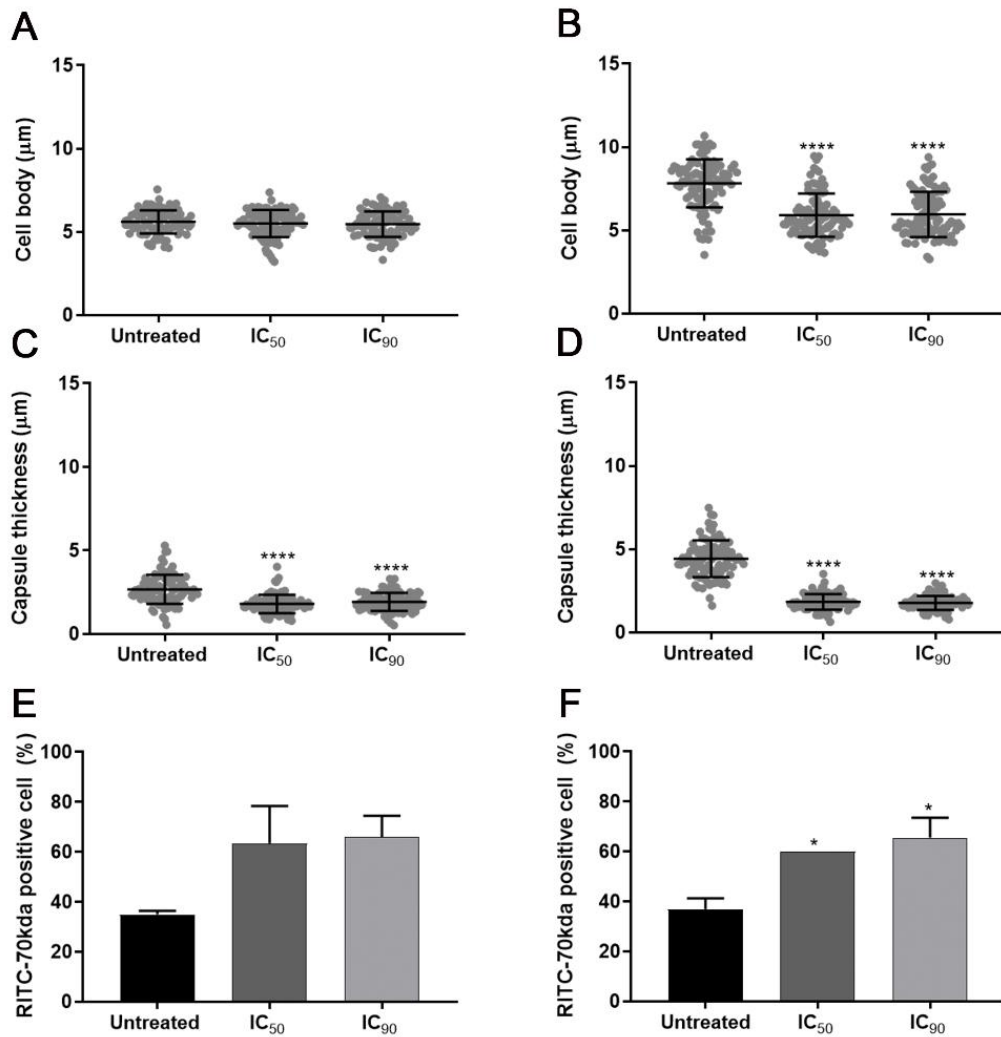 A
Cell body (μm)
15
10
5
0
Untreated IC50 IC90
B
Cell body (μm)
15
10
5
0
**** ****
Untreated IC50 IC90
C
Capsule thickness (μm)
15
10
5
0
**** ****
Untreated IC50 IC90
D
Capsule thickness (μm)
15
10
5
0
**** ****
Untreated IC50 IC90
E
RITC-70kda positive cell (%)
100
80
60
40
20
0
Untreated IC50 IC90
F
RITC-70kda positive cell (%)
100
80
60
40
20
0
* *
Untreated IC50 IC90